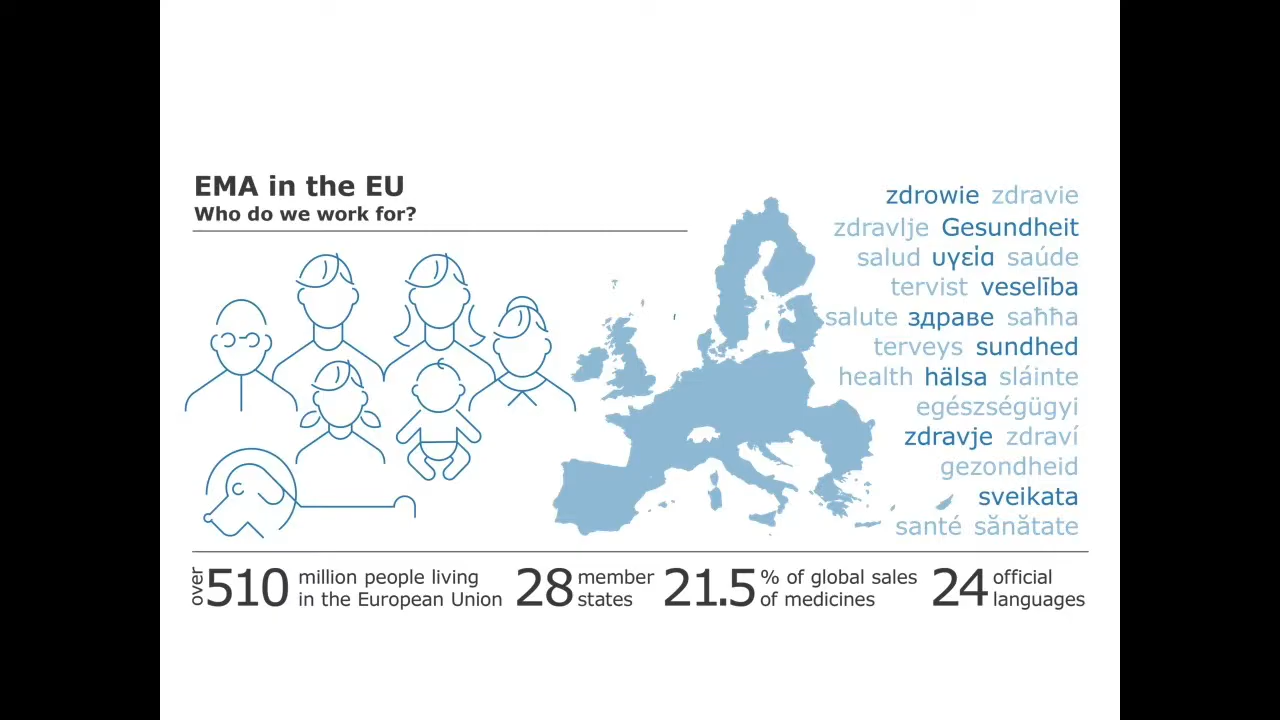 EMA in the EU
Who do we work for?
zdrowie zdravie
zdravlje Gesundheit
salud υγεία saúde
tervist veselība
salute здраве saħħa
terveys sundhed
health hälsa sláinte
egészségügyi
zdravje zdraví
gezondheid
sveikata
santé sănătate
over 510 million people living in the European Union
28 member states
21.5 % of global sales of medicines
24 official languages